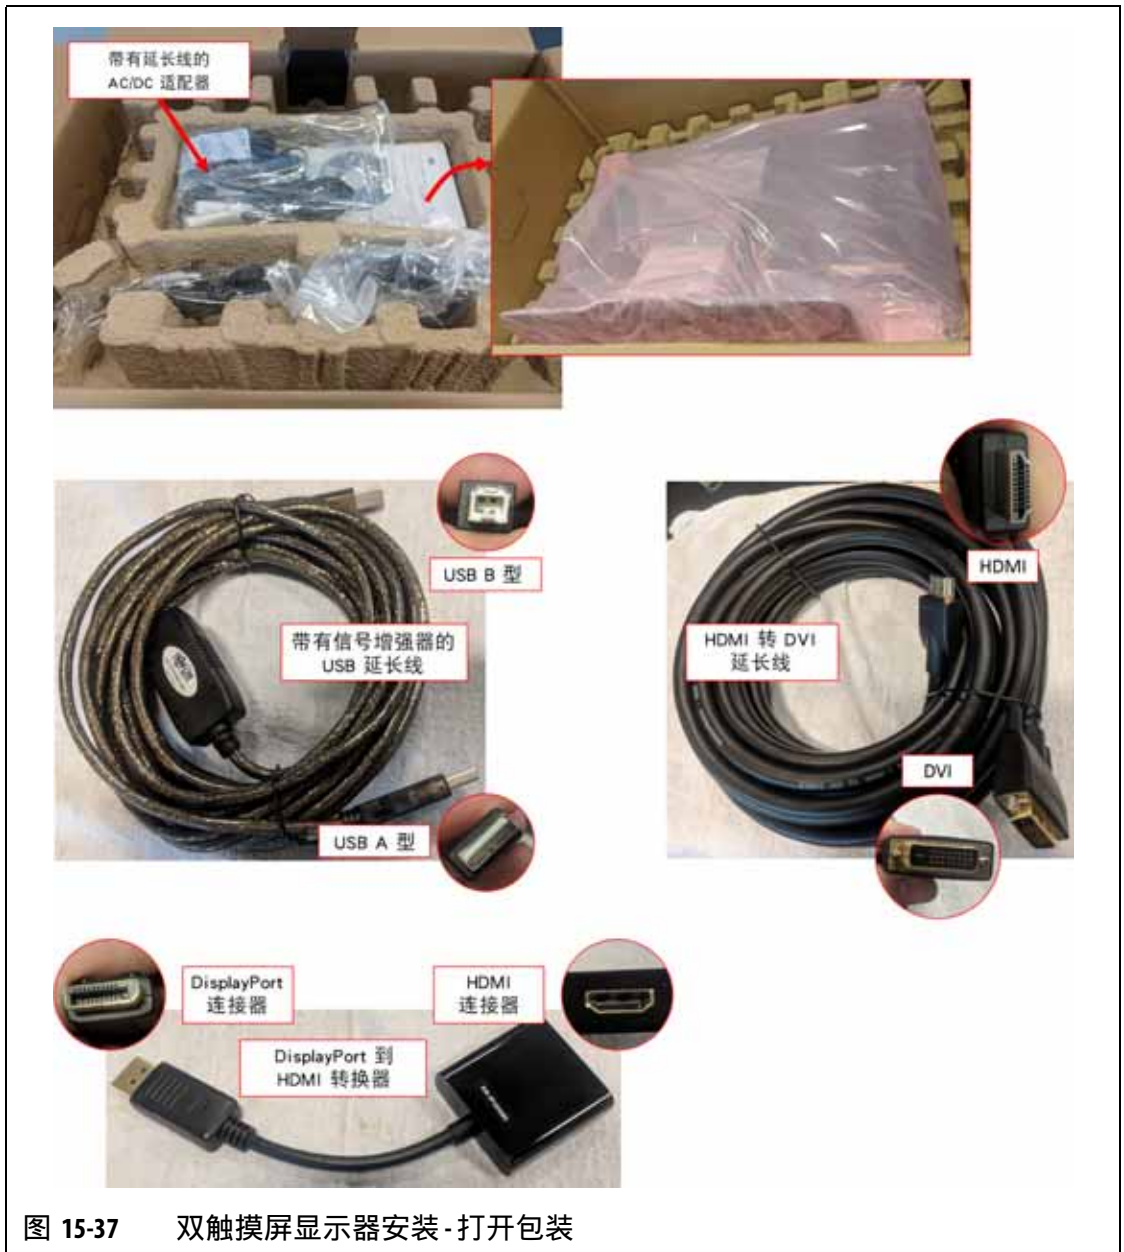 带有延长线的
AC/DC 适配器
USB B 型
HDMI
带有信号增强器的
USB 延长线
HDMI 转 DVI
延长线
DVI
USB A 型
DisplayPort
连接器
HDMI
连接器
DisplayPort 到
HDMI 转换器
图 15-37 双触摸屏显示器安装 - 打开包装